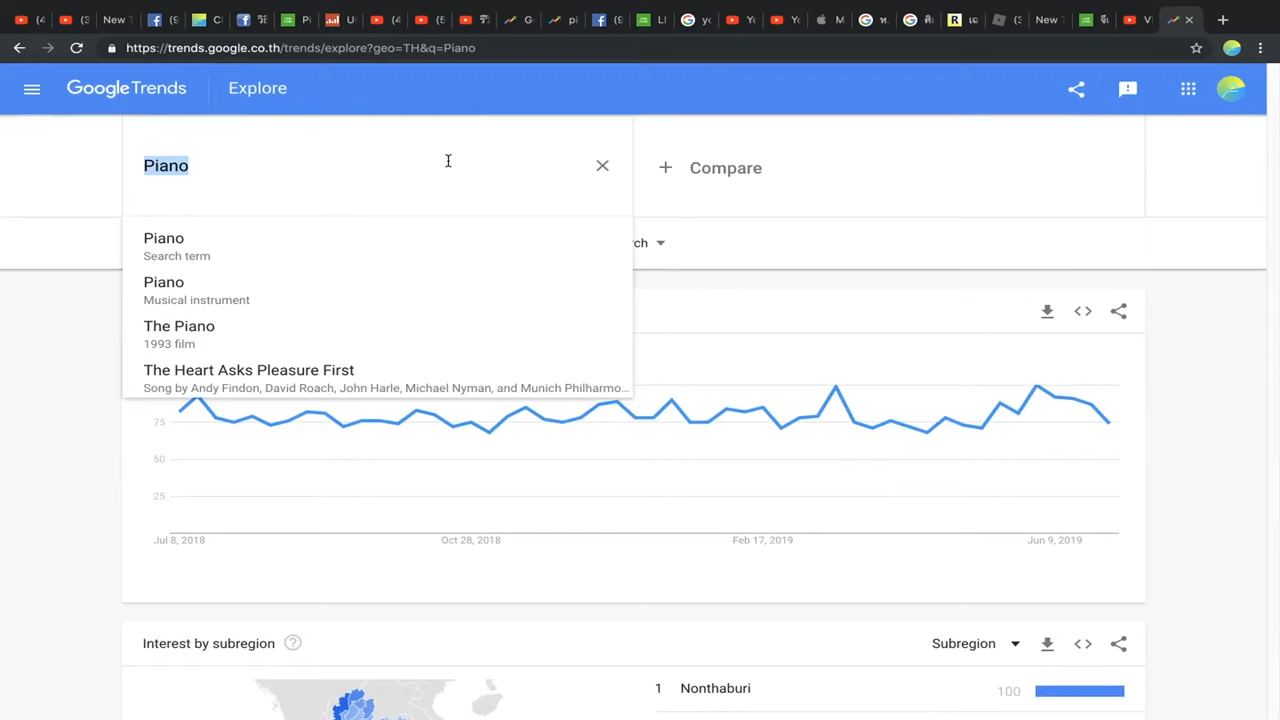 New T
New T
https://trends.google.co.th/trends/explore?geo=TH&q=Piano
Google Trends
Explore
Piano
+ Compare
Piano
Search term
Piano
Musical instrument
The Piano
1993 film
The Heart Asks Pleasure First
Song by Andy Findon, David Roach, John Harle, Michael Nyman, and Munich Philharmo...
rch
75
50
25
Jul 8, 2018
Oct 28, 2018
Feb 17, 2019
Jun 9, 2019
Interest by subregion
Subregion
1 Nonthaburi
100